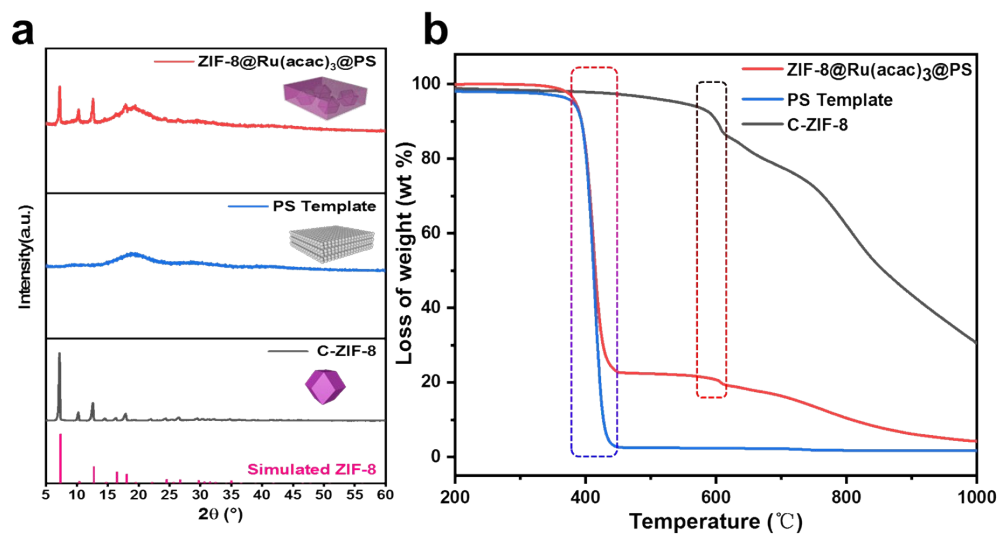 a
ZIF-8@Ru(acac)3@PS
PS Template
C-ZIF-8
Simulated ZIF-8
Intensity(a.u.)
5 10 15 20 25 30 35 40 45 50 55 60
2θ (°)
b
ZIF-8@Ru(acac)3@PS
PS Template
C-ZIF-8
Loss of weight (wt %)
100
80
60
40
20
0
200 400 600 800 1000
Temperature (℃)